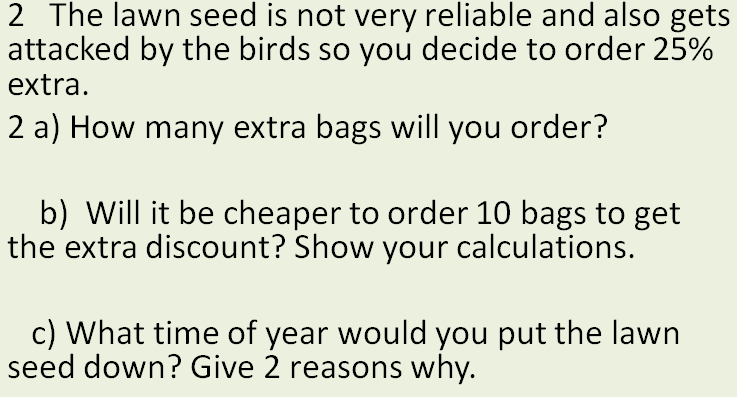 2 The lawn seed is not very reliable and also gets
attacked by the birds so you decide to order 25%
extra.
2 a) How many extra bags will you order?
b) Will it be cheaper to order 10 bags to get
the extra discount? Show your calculations.
c) What time of year would you put the lawn
seed down? Give 2 reasons why.